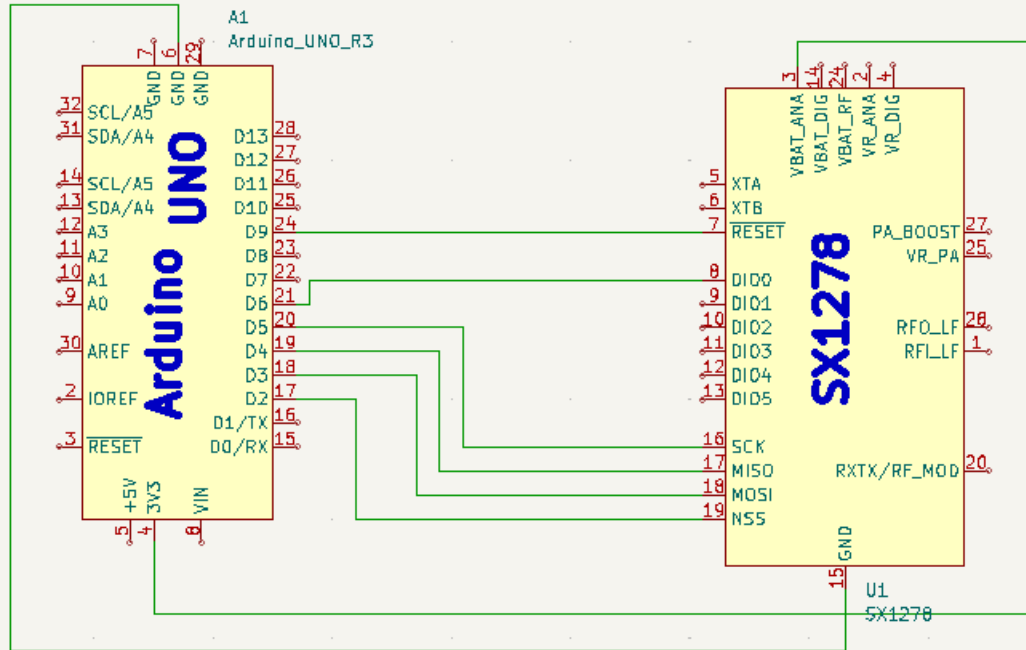 A1
Arduino_UNO_R3
7
6
29
GND
GND
GND
32 SCL/A5
31 SDA/A4
14 SCL/A5
13 SDA/A4
12 A3
11 A2
10 A1
9 A0
30 AREF
2 IOREF
3 RESET
Arduino UNO
D13 28
D12 27
D11 26
D10 25
D9 24
D8 23
D7 22
D6 21
D5 20
D4 19
D3 18
D2 17
D1/TX 16
D0/RX 15
+5V
3V3
VIN
5
4
8
3
14
24
2
4
VBAT_ANA
VBAT_DIG
VBAT_RF
VR_ANA
VR_DIG
5 XTA
6 XTB
7 RESET
8 DIO0
9 DIO1
10 DIO2
11 DIO3
12 DIO4
13 DIO5
16 SCK
17 MISO
18 MOSI
19 NSS
SX1278
PA_BOOST 27
VR_PA 25
RFO_LF 28
RFI_LF 1
RXTX/RF_MOD 20
GND
15
U1
SX1278